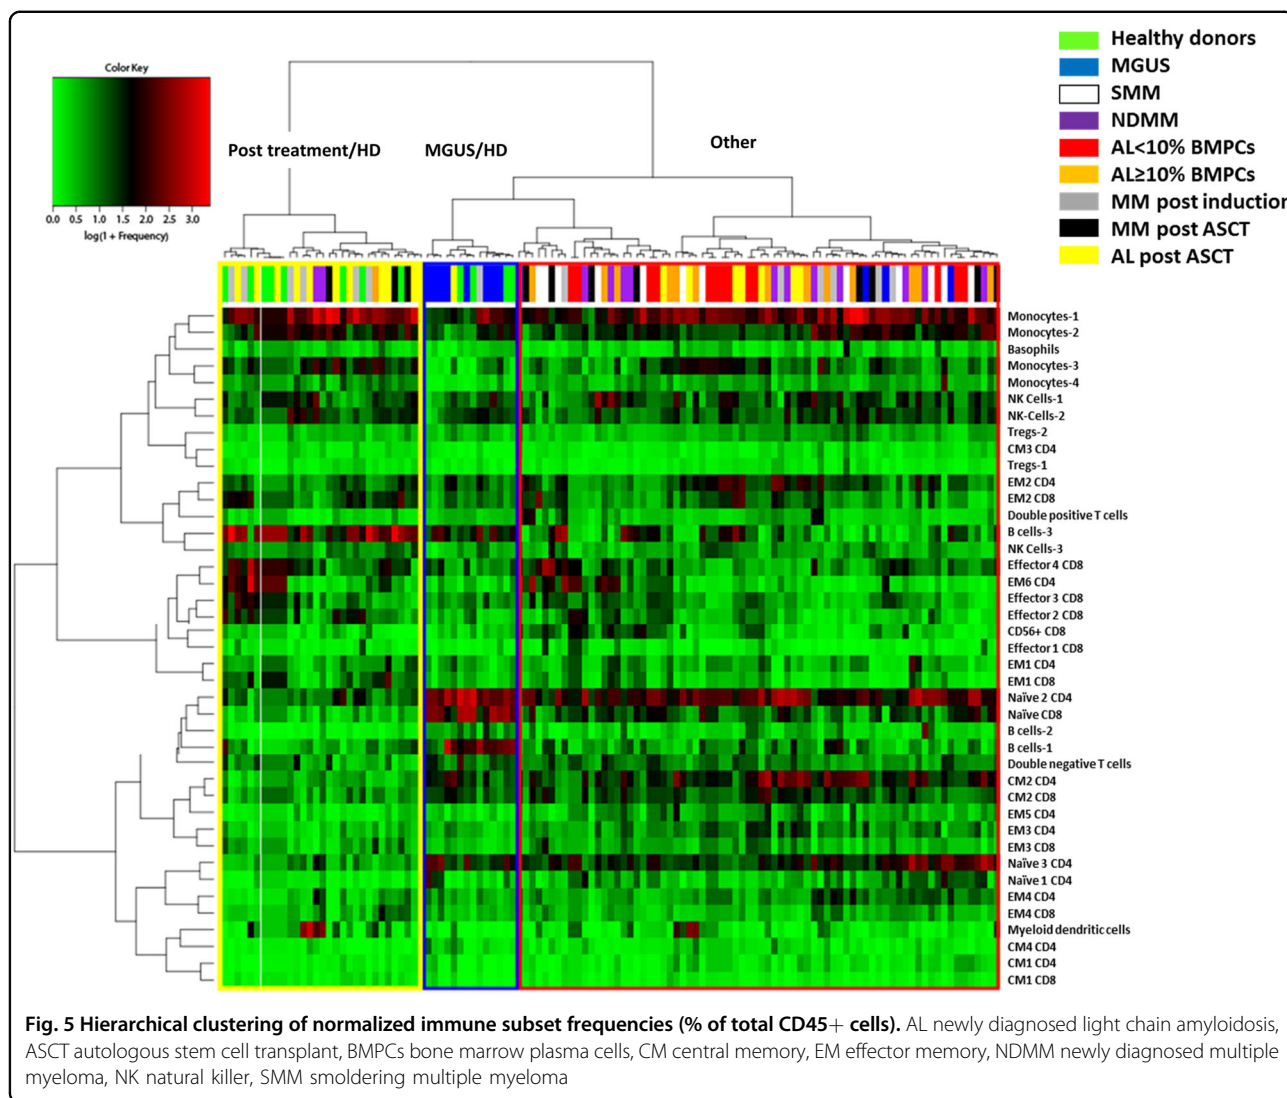 Color Key
0.0 0.5 1.0 1.5 2.0 2.5 3.0
log(1 + Frequency)
Post treatment/HD
MGUS/HD
Other
Healthy donors
MGUS
SMM
NDMM
AL<10% BMPCs
AL≥10% BMPCs
MM post induction
MM post ASCT
AL post ASCT
Monocytes-1
Monocytes-2
Basophils
Monocytes-3
Monocytes-4
NK Cells-1
NK-Cells-2
Tregs-2
CM3 CD4
Tregs-1
EM2 CD4
EM2 CD8
Double positive T cells
B cells-3
NK Cells-3
Effector 4 CD8
EM6 CD4
Effector 3 CD8
Effector 2 CD8
CD56+ CD8
Effector 1 CD8
EM1 CD4
EM1 CD8
Naïve 2 CD4
Naïve CD8
B cells-2
B cells-1
Double negative T cells
CM2 CD4
CM2 CD8
EM5 CD4
EM3 CD4
EM3 CD8
Naïve 3 CD4
Naïve 1 CD4
EM4 CD4
EM4 CD8
Myeloid dendritic cells
CM4 CD4
CM1 CD4
CM1 CD8
Fig. 5 Hierarchical clustering of normalized immune subset frequencies (% of total CD45+ cells). AL newly diagnosed light chain amyloidosis,
ASCT autologous stem cell transplant, BMPCs bone marrow plasma cells, CM central memory, EM effector memory, NDMM newly diagnosed multiple
myeloma, NK natural killer, SMM smoldering multiple myeloma